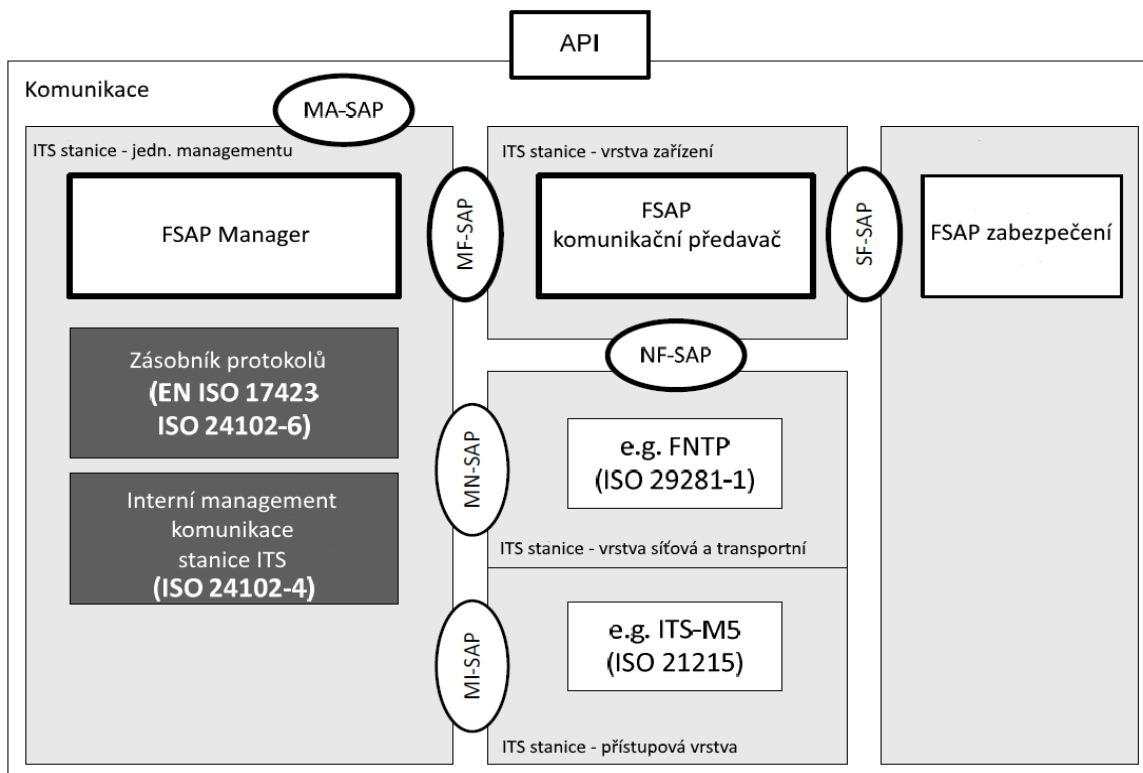 API
Komunikace
MA-SAP
ITS stanice - jedn. managementu
FSAP Manager
Zásobník protokolů
(EN ISO 17423
ISO 24102-6)
Interní management
komunikace
stanice ITS
(ISO 24102-4)
MF-SAP
MN-SAP
MI-SAP
ITS stanice - vrstva zařízení
FSAP
komunikační předavač
NF-SAP
e.g. FNTP
(ISO 29281-1)
ITS stanice - vrstva síťová a transportní
e.g. ITS-M5
(ISO 21215)
ITS stanice - přístupová vrstva
SF-SAP
FSAP zabezpečení